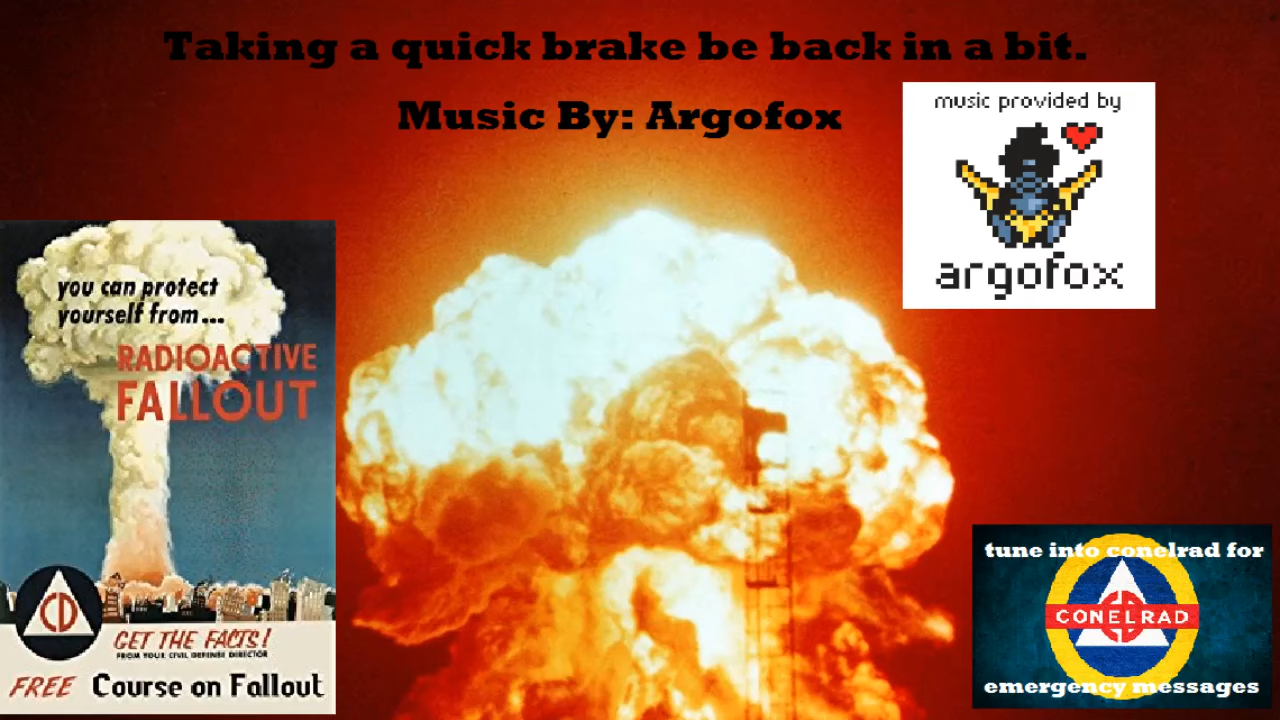 Taking a quick brake be back in a bit.
Music By: Argofox
music provided by
argofox
you can protect
yourself from...
RADIOACTIVE
FALLOUT
CD
GET THE FACTS!
FROM YOUR CIVIL DEFENSE DIRECTOR
FREE Course on Fallout
tune into conelrad for
CONELRAD
emergency messages